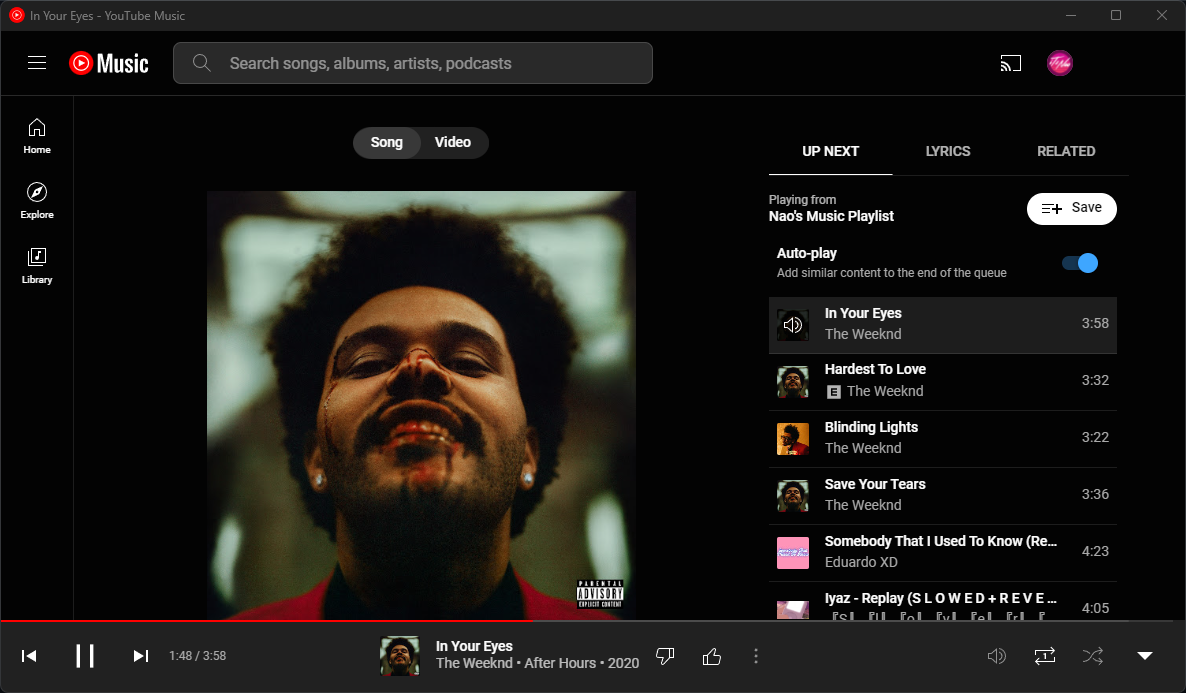 In Your Eyes - YouTube Music
Music
Search songs, albums, artists, podcasts
Home
Explore
Library
Song Video
PARENTAL
ADVISORY
EXPLICIT CONTENT
UP NEXT LYRICS RELATED
Playing from
Nao's Music Playlist
Save
Auto-play
Add similar content to the end of the queue
In Your Eyes
The Weeknd
3:58
Hardest To Love
E The Weeknd
3:32
Blinding Lights
The Weeknd
3:22
Save Your Tears
The Weeknd
3:36
Somebody That I Used To Know (Re...
Eduardo XD
4:23
Iyaz - Replay (S L O W E D + R E V E ...
4:05
1:48 / 3:58
In Your Eyes
The Weeknd • After Hours • 2020
1